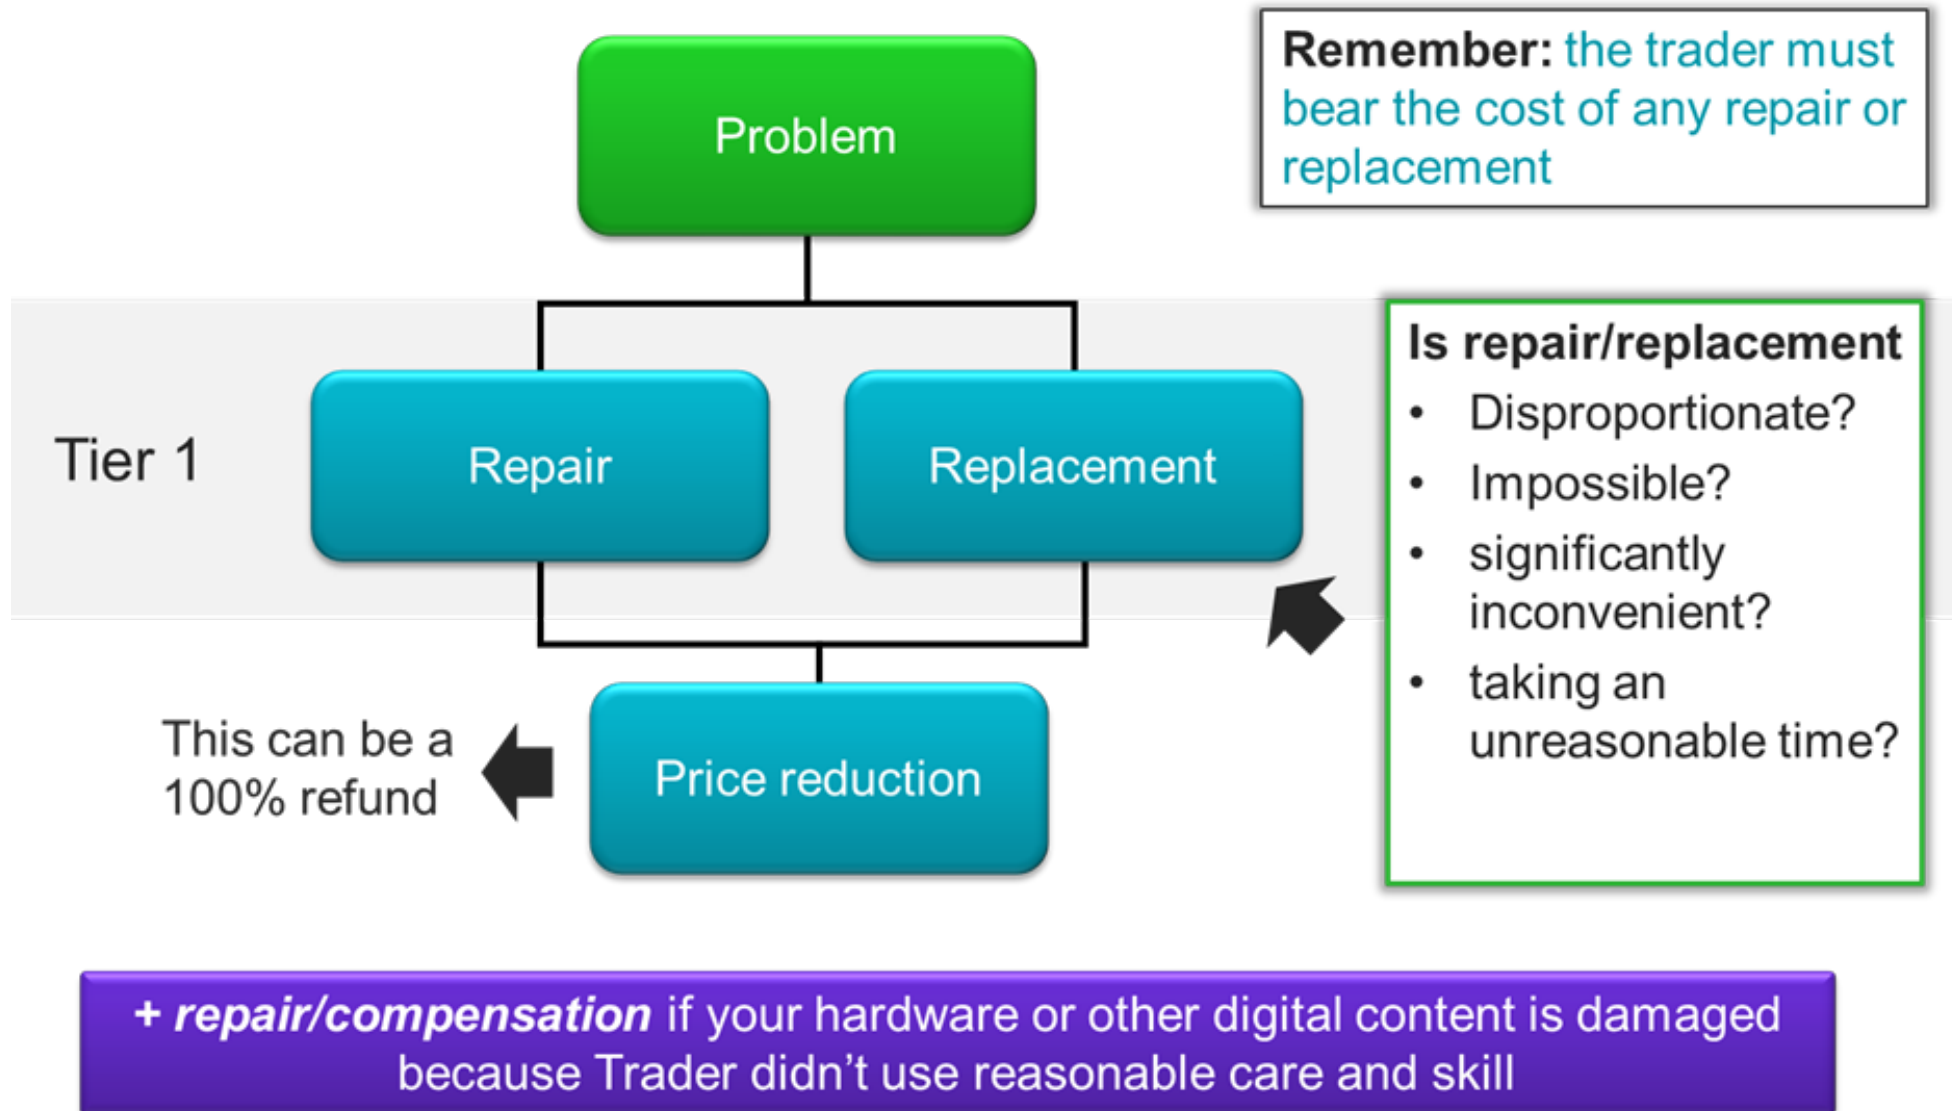 Problem
Remember: the trader must
bear the cost of any repair or
replacement
Tier 1
Repair
Replacement
Is repair/replacement
• Disproportionate?
• Impossible?
• significantly
inconvenient?
• taking an
unreasonable time?
This can be a
100% refund
Price reduction
+ repair/compensation if your hardware or other digital content is damaged
because Trader didn’t use reasonable care and skill